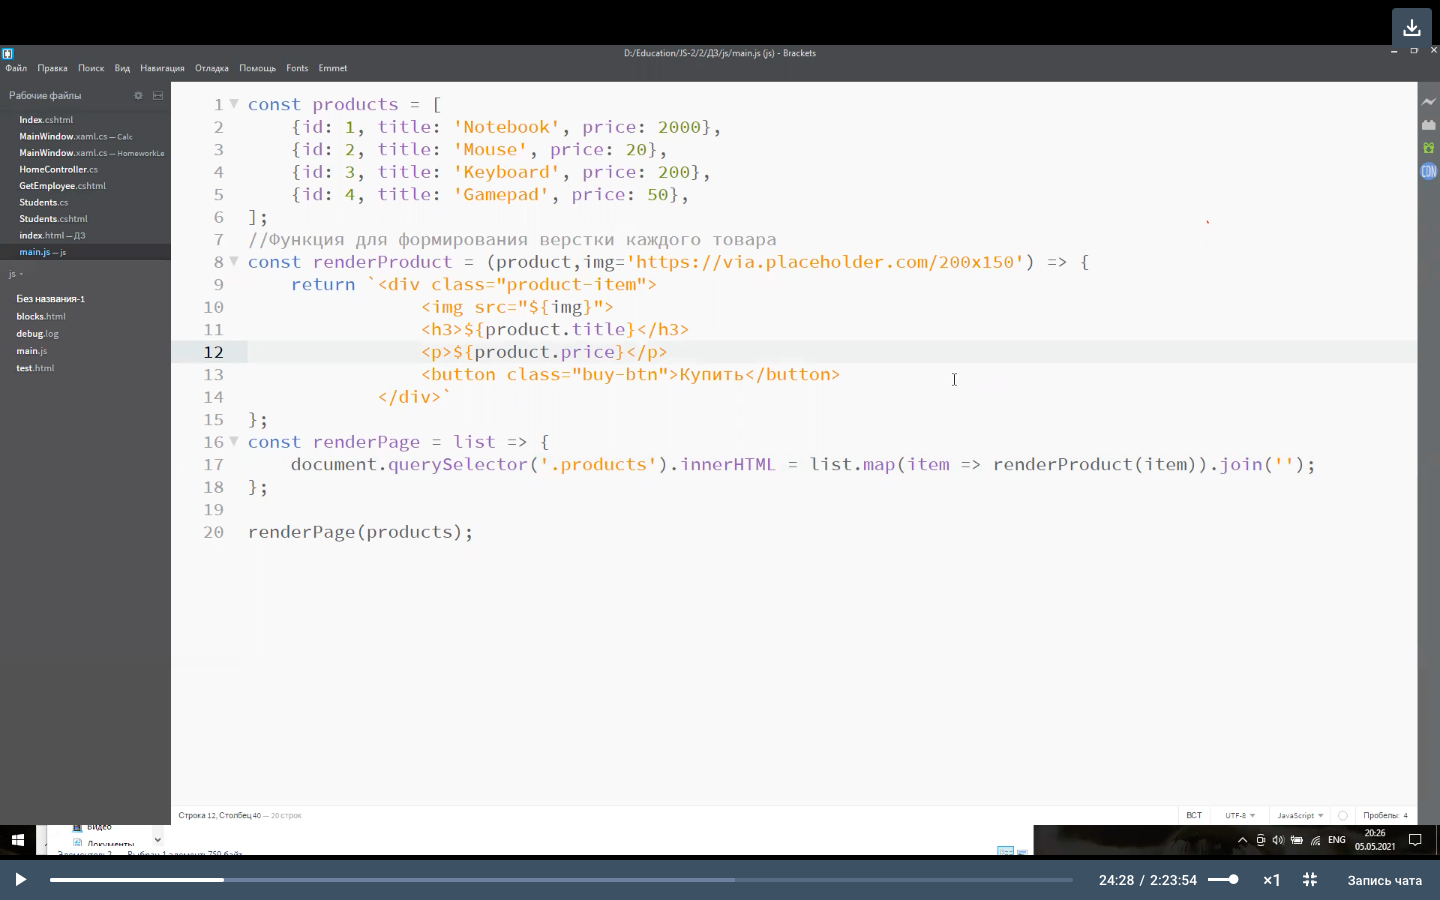 D:/Education/JS-2/2/ДЗ/js/main.js (js) - Brackets
Файл Правка Поиск Вид Навигация Отладка Помощь Fonts Emmet
Рабочие файлы
Index.cshtml
MainWindow.xaml.cs — Calc
MainWindow.xaml.cs — HomeworkLe
HomeController.cs
GetEmployee.cshtml
Students.cs
Students.cshtml
index.html — ДЗ
main.js — js
js
Без названия-1
blocks.html
debug.log
main.js
test.html
1 const products = [
2 {id: 1, title: 'Notebook', price: 2000},
3 {id: 2, title: 'Mouse', price: 20},
4 {id: 3, title: 'Keyboard', price: 200},
5 {id: 4, title: 'Gamepad', price: 50},
6 ];
7 //Функция для формирования верстки каждого товара
8 const renderProduct = (product,img='https://via.placeholder.com/200x150') => {
9 return `<div class="product-item">
10 <img src="${img}">
11 <h3>${product.title}</h3>
12 <p>${product.price}</p>
13 <button class="buy-btn">Купить</button>
14 </div>`
15 };
16 const renderPage = list => {
17 document.querySelector('.products').innerHTML = list.map(item => renderProduct(item)).join('');
18 };
19
20 renderPage(products);
CDN
Строка 12, Столбец 40 — 20 строк
ВСТ UTF-8 JavaScript Пробелы: 4
Видео
Документы
Элементов: 2 Выбран 1 элемент: 750 байт
ENG
20:26
05.05.2021
24:28 / 2:23:54 ×1 Запись чата